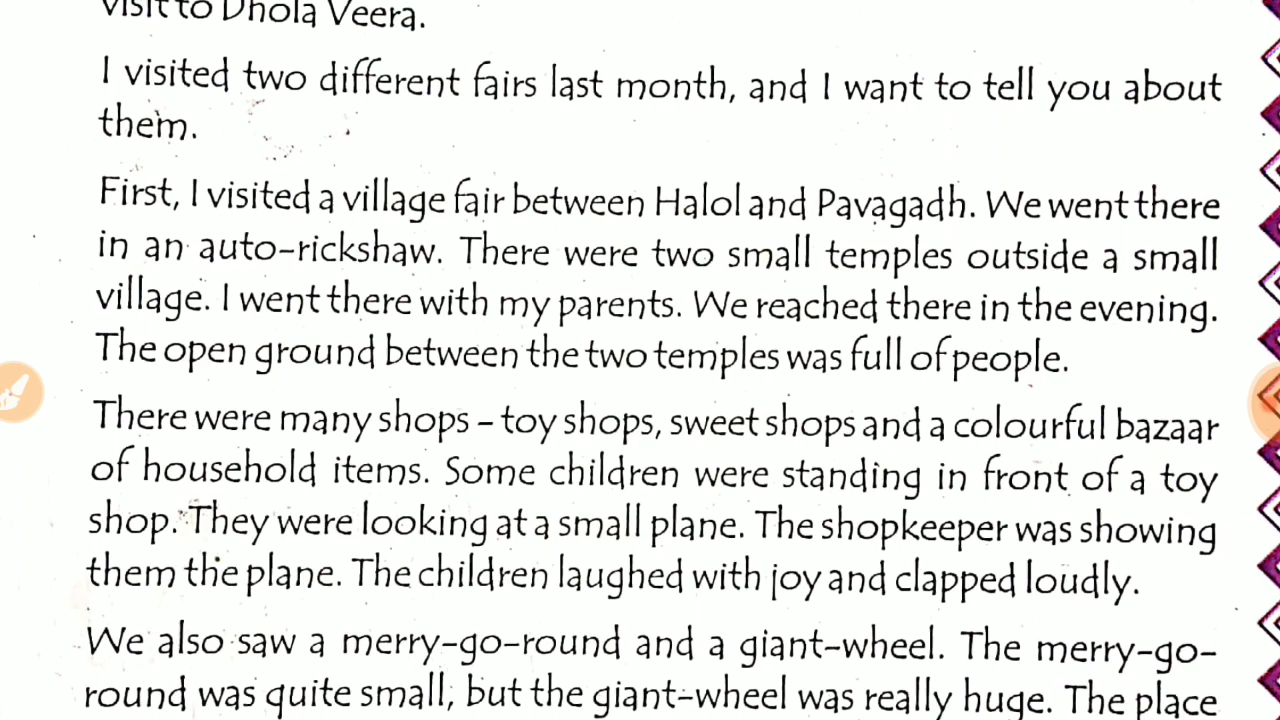 visit to Dhola Veera.
I visited two different fairs last month, and I want to tell you about
them.
First, I visited a village fair between Halol and Pavagadh. We went there
in an auto-rickshaw. There were two small temples outside a small
village. I went there with my parents. We reached there in the evening.
The open ground between the two temples was full of people.
There were many shops – toy shops, sweet shops and a colourful bazaar
of household items. Some children were standing in front of a toy
shop. They were looking at a small plane. The shopkeeper was showing
them the plane. The children laughed with joy and clapped loudly.
We also saw a merry-go-round and a giant-wheel. The merry-go-
round was quite small, but the giant-wheel was really huge. The place